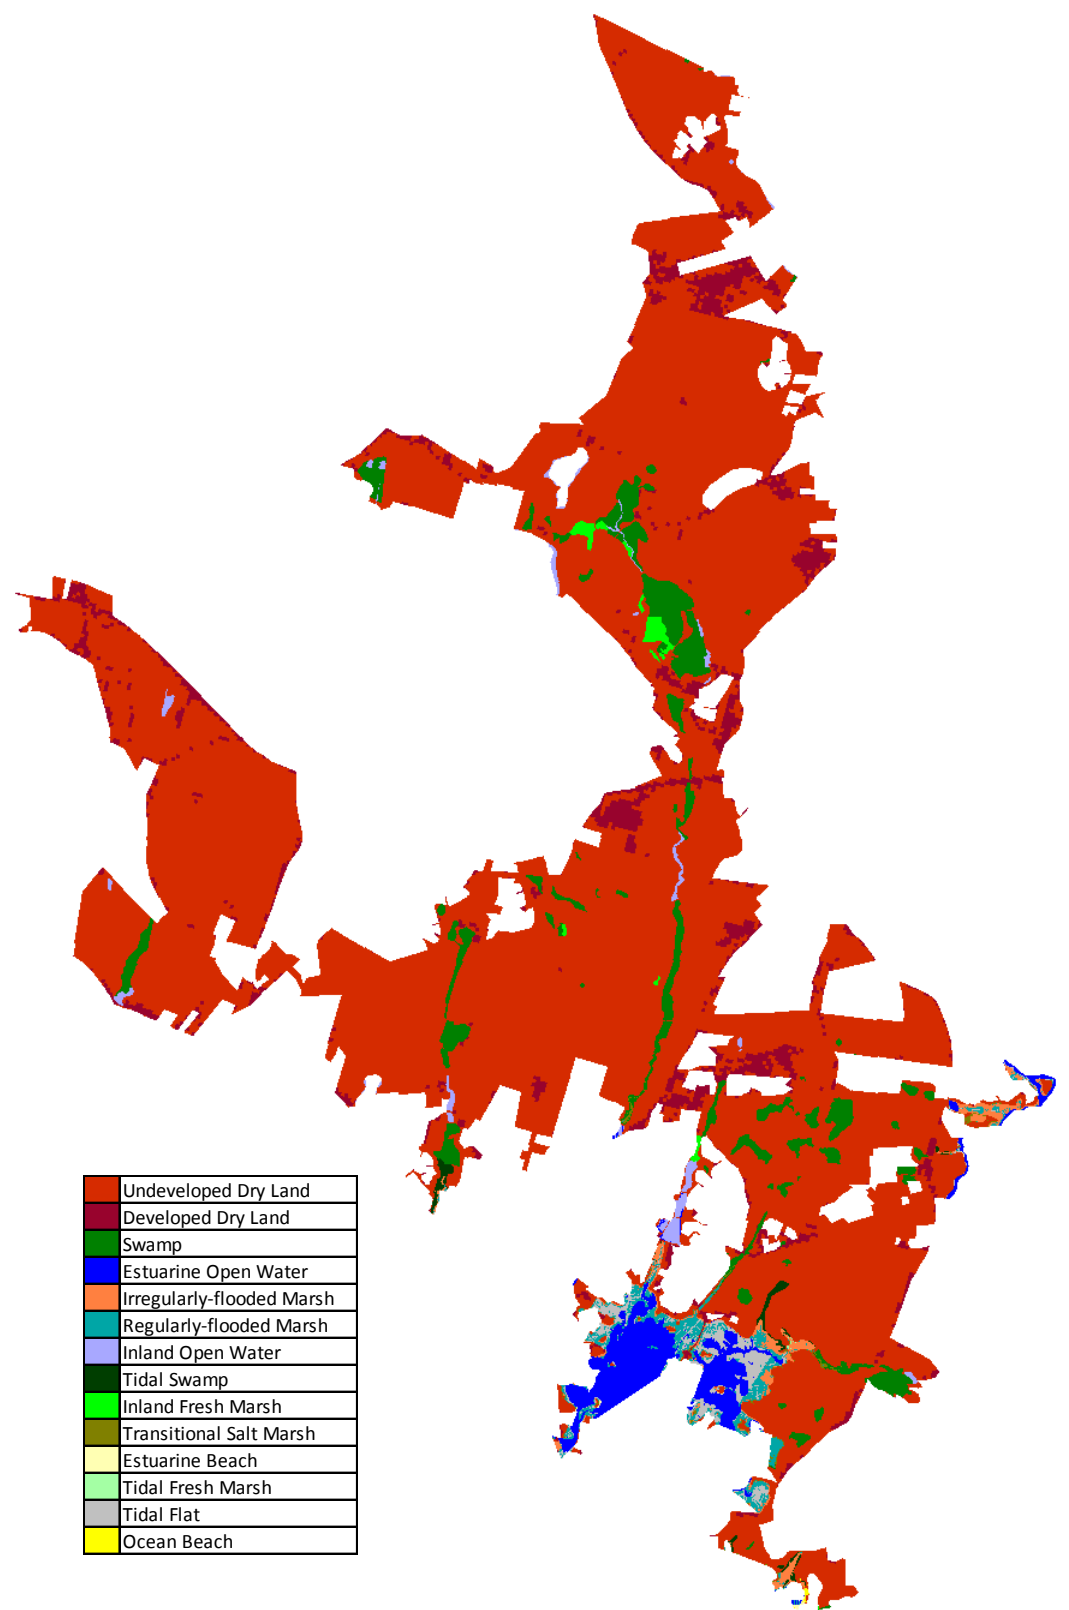 Undeveloped Dry Land
Developed Dry Land
Swamp
Estuarine Open Water
Irregularly-flooded Marsh
Regularly-flooded Marsh
Inland Open Water
Tidal Swamp
Inland Fresh Marsh
Transitional Salt Marsh
Estuarine Beach
Tidal Fresh Marsh
Tidal Flat
Ocean Beach